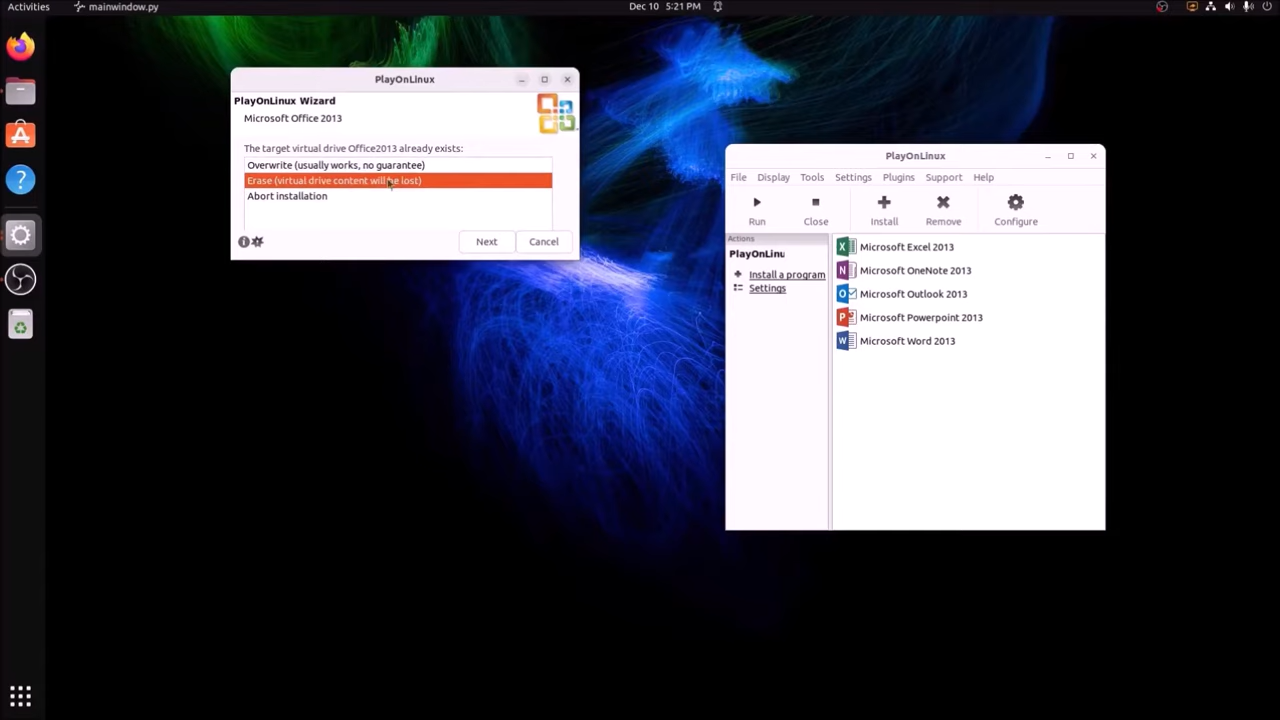 Activities
mainwindow.py
Dec 10 5:21 PM
PlayOnLinux
PlayOnLinux Wizard
Microsoft Office 2013
The target virtual drive Office2013 already exists:
Overwrite (usually works, no guarantee)
Erase (virtual drive content will be lost)
Abort installation
Next
Cancel
PlayOnLinux
File Display Tools Settings Plugins Support Help
Run Close Install Remove Configure
Actions
PlayOnLinu
Install a program
Settings
Microsoft Excel 2013
Microsoft OneNote 2013
Microsoft Outlook 2013
Microsoft Powerpoint 2013
Microsoft Word 2013